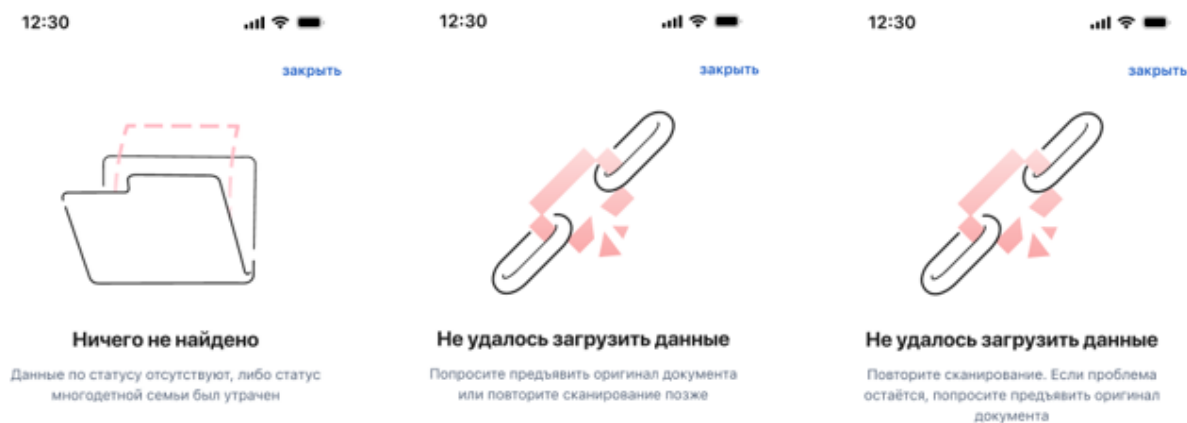 12:30
закрыть
Ничего не найдено
Данные по статусу отсутствуют, либо статус
многодетной семьи был утрачен
12:30
закрыть
Не удалось загрузить данные
Попросите предъявить оригинал документа
или повторите сканирование позже
12:30
закрыть
Не удалось загрузить данные
Повторите сканирование. Если проблема
остаётся, попросите предъявить оригинал
документа